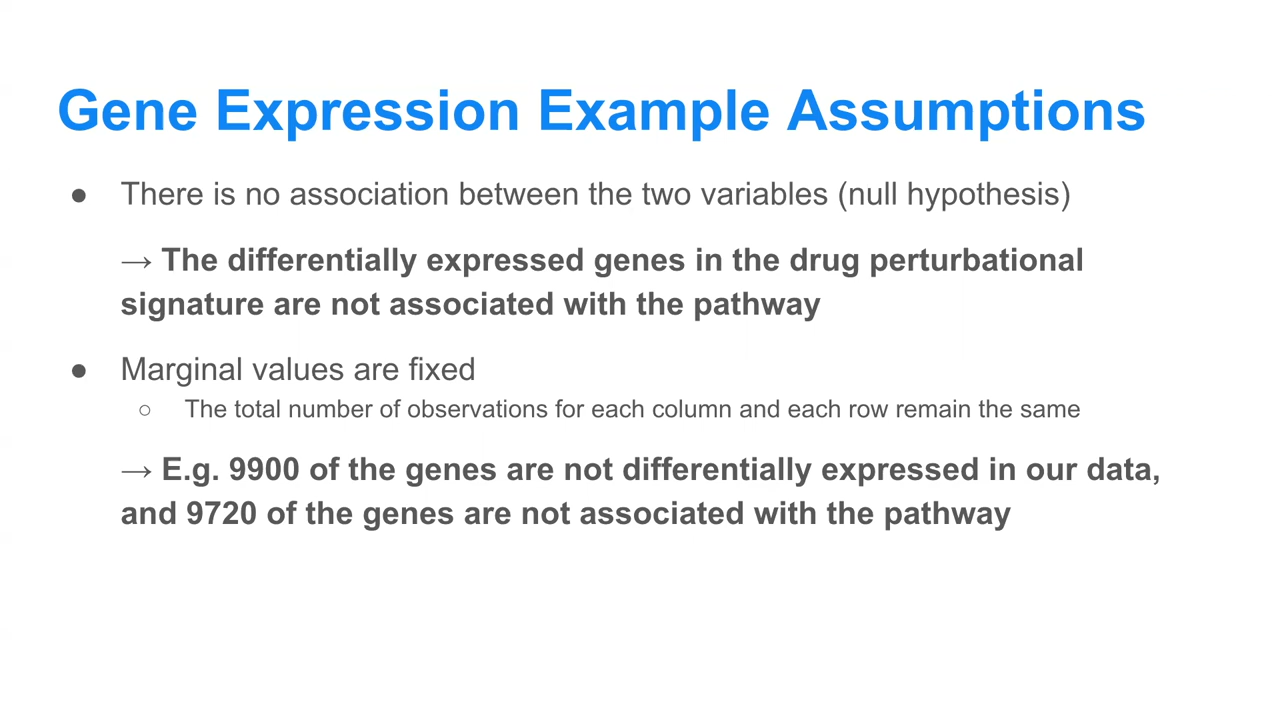 Gene Expression Example Assumptions
● There is no association between the two variables (null hypothesis)
→ The differentially expressed genes in the drug perturbational
signature are not associated with the pathway
● Marginal values are fixed
○ The total number of observations for each column and each row remain the same
→ E.g. 9900 of the genes are not differentially expressed in our data,
and 9720 of the genes are not associated with the pathway